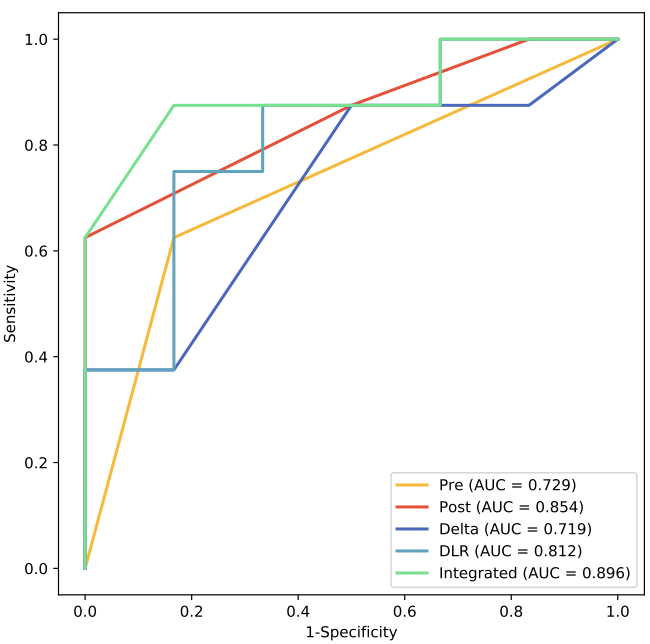 1.0
0.8
0.6
0.4
0.2
0.0
Sensitivity
Pre (AUC = 0.729)
Post (AUC = 0.854)
Delta (AUC = 0.719)
DLR (AUC = 0.812)
Integrated (AUC = 0.896)
0.0 0.2 0.4 0.6 0.8 1.0
1-Specificity